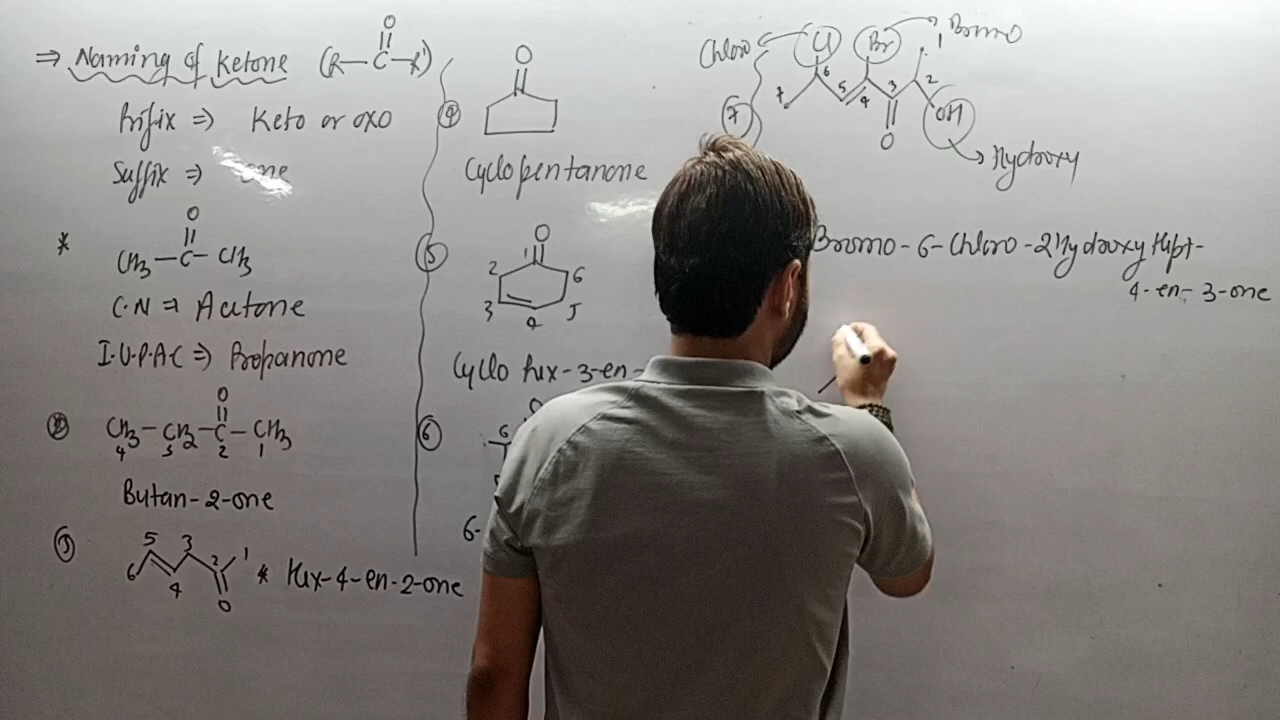 ⇒ Naming of Ketone (R–C–R')
O
||
Prifix ⇒ Keto or oxo
Suffix ⇒ one
*
O
||
CH3–C–CH3
C.N ⇒ Acetone
I.U.P.A.C ⇒ Propanone
②
O
||
CH3–CH2–C–CH3
4 3 2 1
Butan-2-one
③
5 3 2 1
6 4 O
* Hex-4-en-2-one
④
O
Cyclopentanone
⑤
O
1
2 6
3 4 5
Cyclo hex-3-en-
⑥
O
6
6-
⑦
Chloro Cl Br Bromo
1
7 6 5 4 3 2
O OH
Hydroxy
Bromo-6-Chloro-2Hydroxy Hept-
4-en-3-one